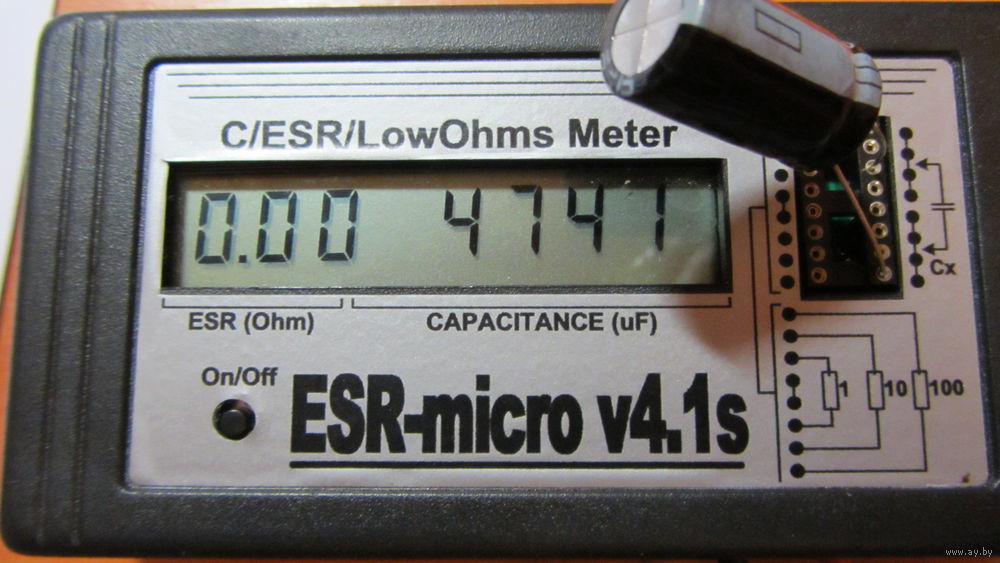 C/ESR/LowOhms Meter
0.00 4741
ESR (Ohm) CAPACITANCE (uF)
Cx
On/Off
ESR-micro v4.1s
1 10 100
www.ay.by